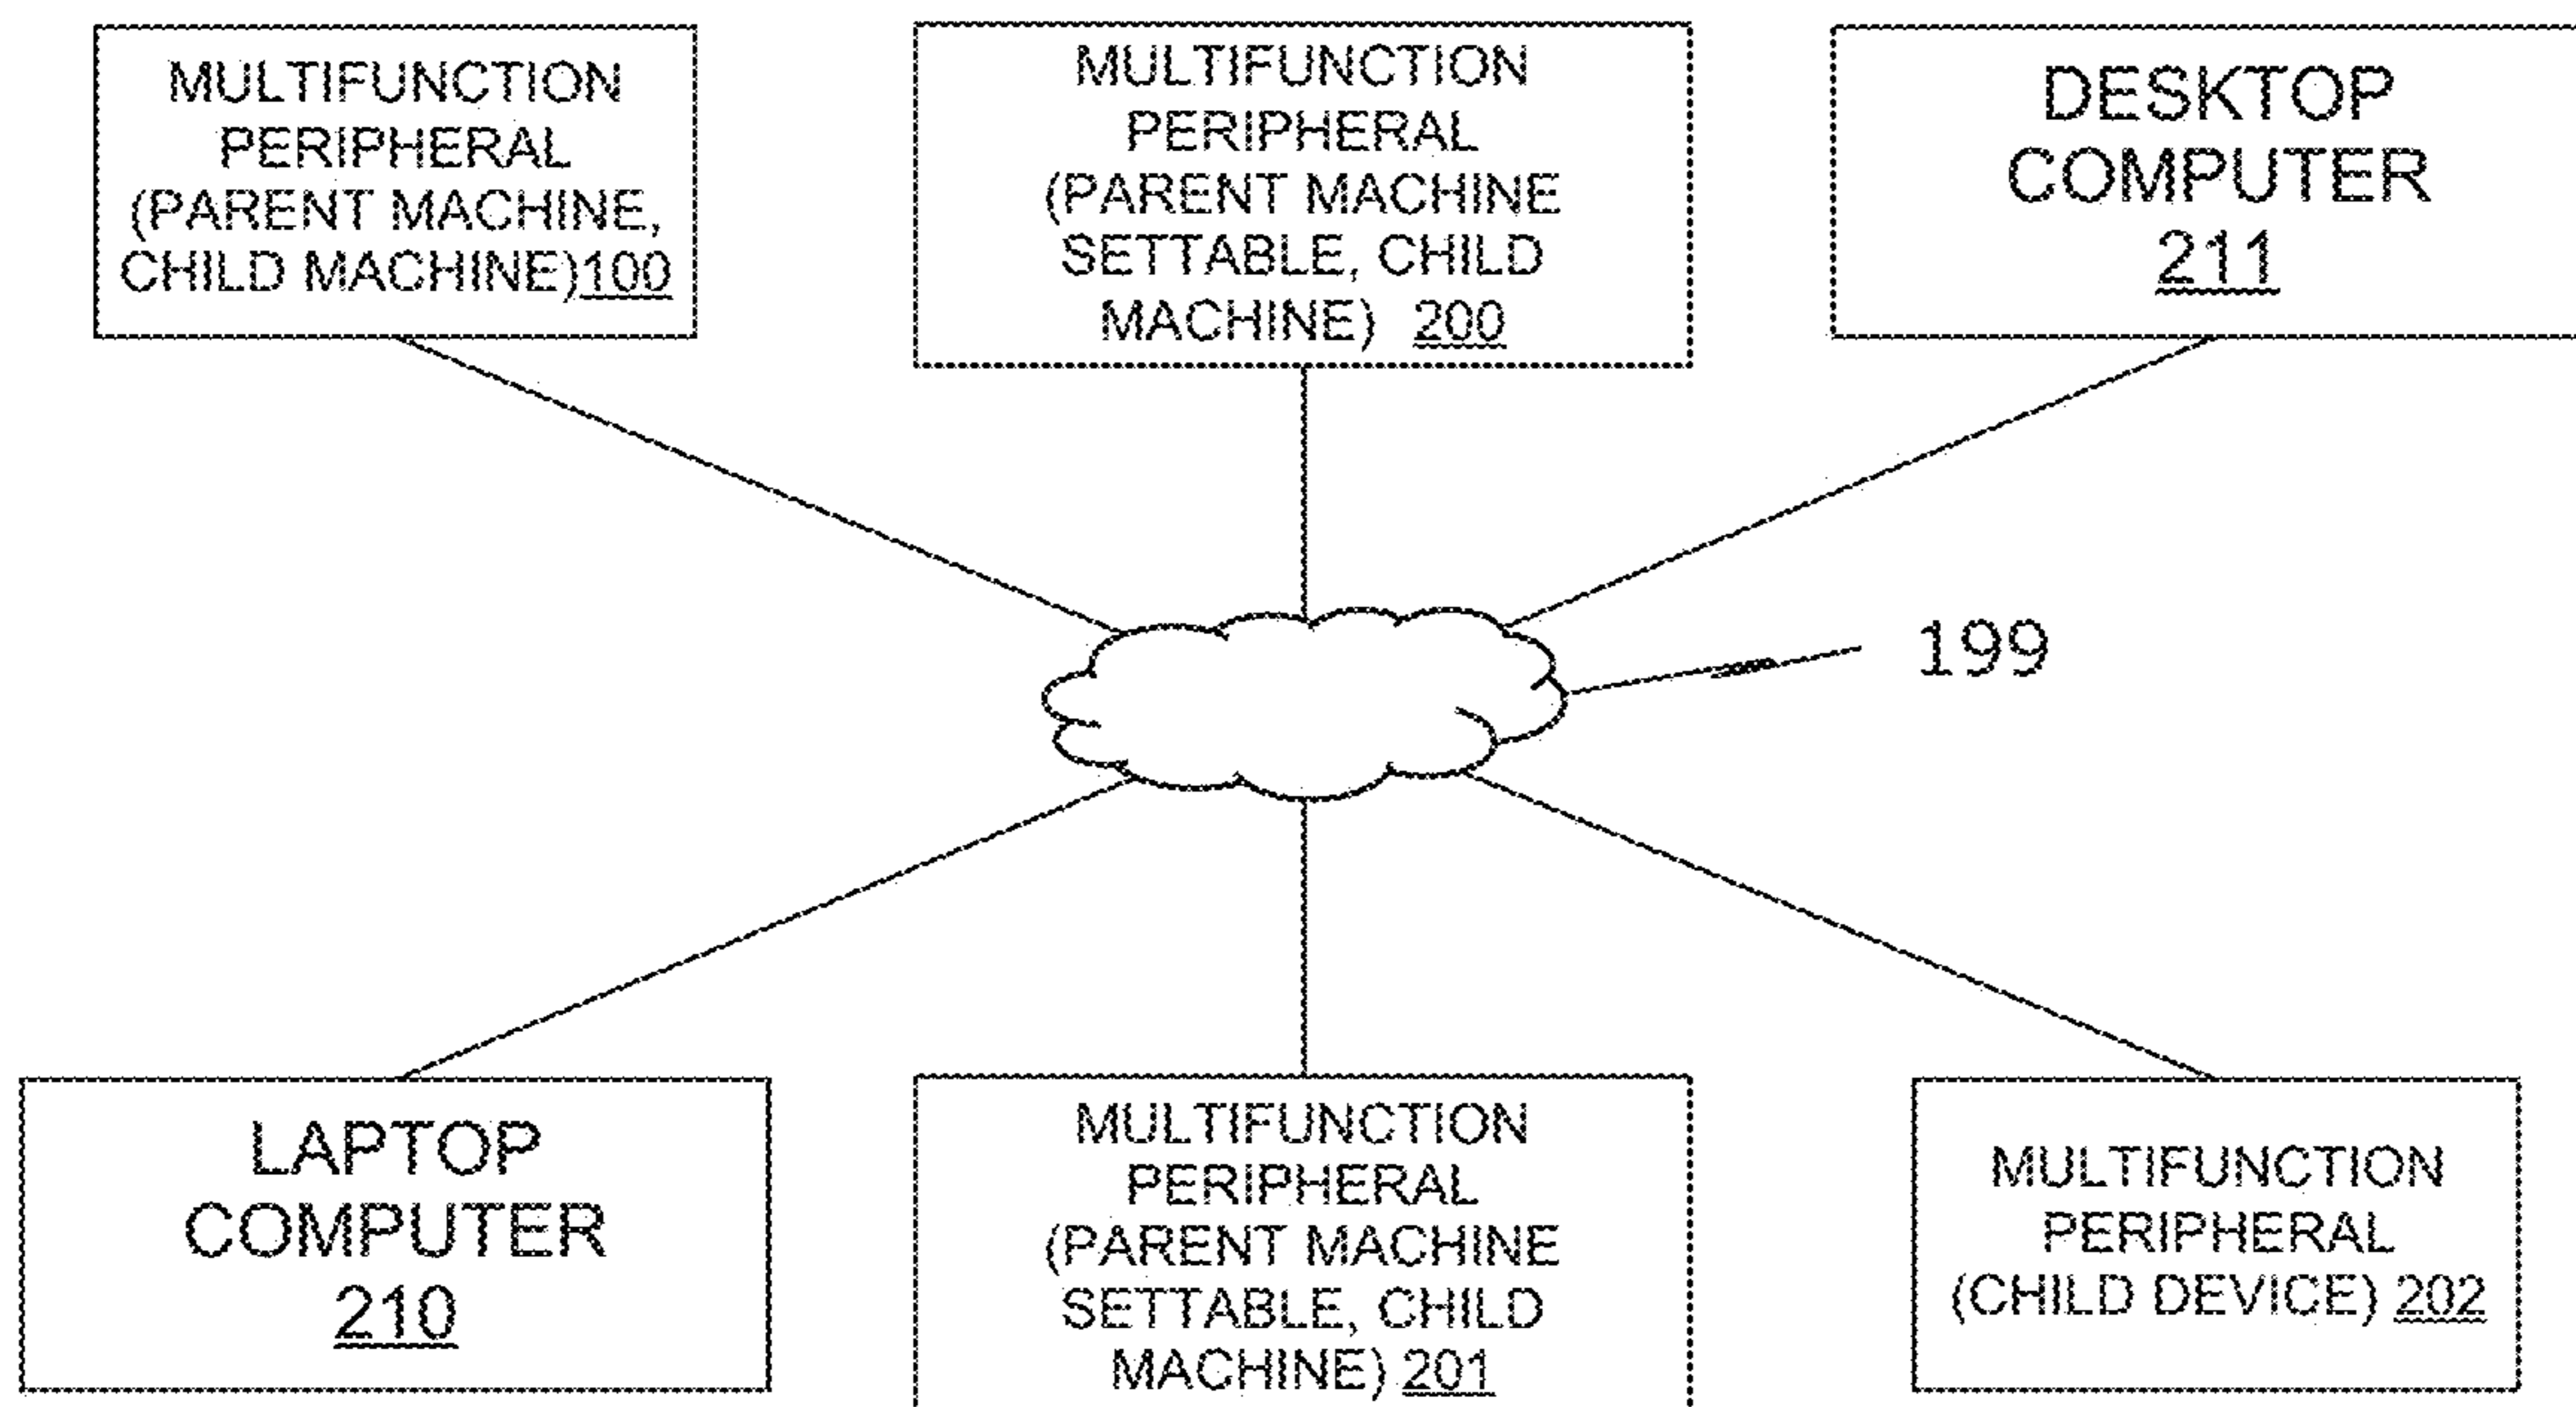 MULTIFUNCTION
PERIPHERAL
(PARENT MACHINE,
CHILD MACHINE)100
MULTIFUNCTION
PERIPHERAL
(PARENT MACHINE
SETTABLE, CHILD
MACHINE) 200
DESKTOP
COMPUTER
211
199
LAPTOP
COMPUTER
210
MULTIFUNCTION
PERIPHERAL
(PARENT MACHINE
SETTABLE, CHILD
MACHINE) 201
MULTIFUNCTION
PERIPHERAL
(CHILD DEVICE) 202